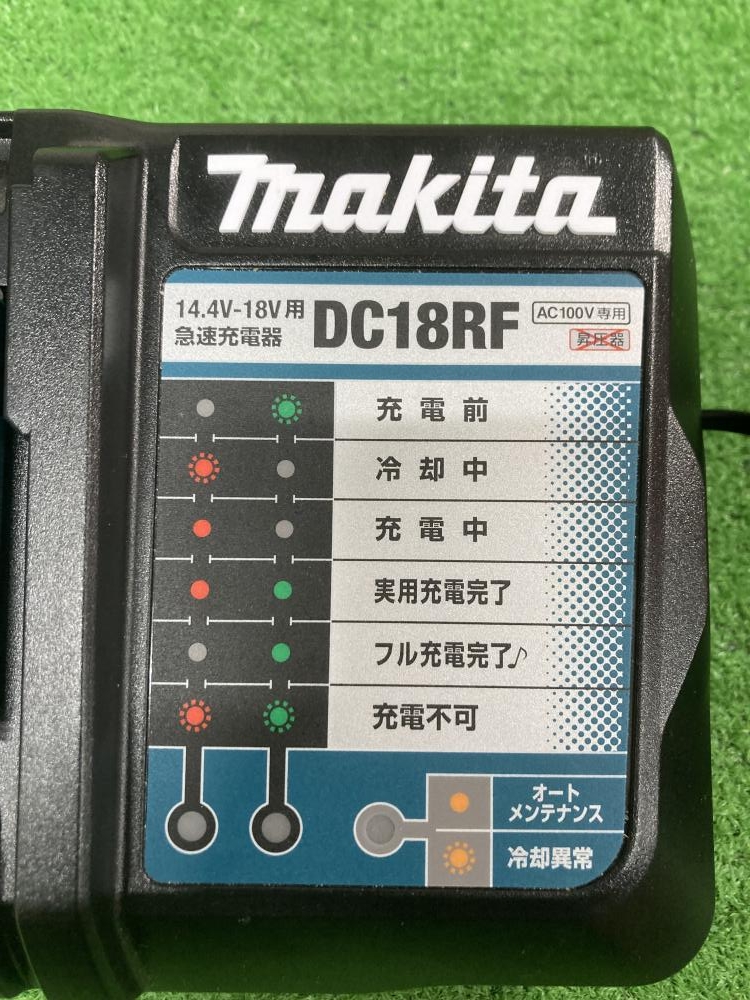 makita
14.4V-18V用
急速充電器
DC18RF
AC100V専用
昇圧器
充電前
冷却中
充電中
実用充電完了
フル充電完了♪
充電不可
オート
メンテナンス
冷却異常